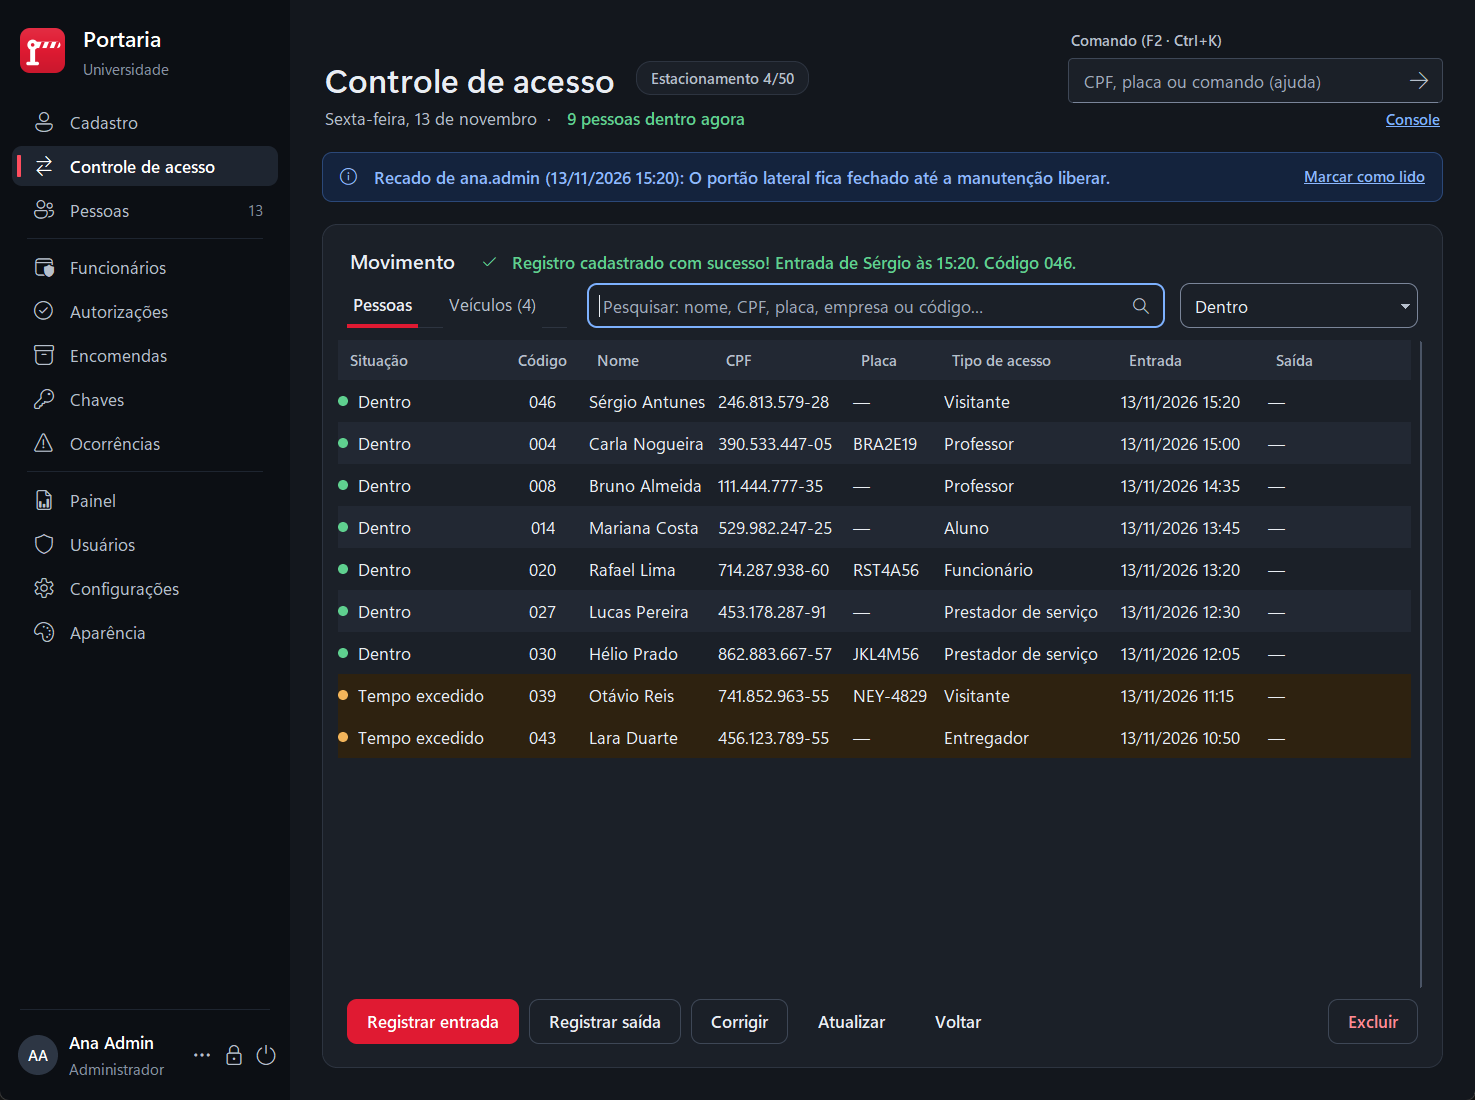 Portaria
Universidade
Cadastro
Controle de acesso
Pessoas 13
Funcionários
Autorizações
Encomendas
Chaves
Ocorrências
Painel
Usuários
Configurações
Aparência
AA
Ana Admin
Administrador
Controle de acesso
Estacionamento 4/50
Sexta-feira, 13 de novembro · 9 pessoas dentro agora
Comando (F2 · Ctrl+K)
CPF, placa ou comando (ajuda)
Console
Recado de ana.admin (13/11/2026 15:20): O portão lateral fica fechado até a manutenção liberar.
Marcar como lido
Movimento
Registro cadastrado com sucesso! Entrada de Sérgio às 15:20. Código 046.
Pessoas
Veículos (4)
Pesquisar: nome, CPF, placa, empresa ou código...
Dentro
Situação Código Nome CPF Placa Tipo de acesso Entrada Saída
Dentro 046 Sérgio Antunes 246.813.579-28 — Visitante 13/11/2026 15:20 —
Dentro 004 Carla Nogueira 390.533.447-05 BRA2E19 Professor 13/11/2026 15:00 —
Dentro 008 Bruno Almeida 111.444.777-35 — Professor 13/11/2026 14:35 —
Dentro 014 Mariana Costa 529.982.247-25 — Aluno 13/11/2026 13:45 —
Dentro 020 Rafael Lima 714.287.938-60 RST4A56 Funcionário 13/11/2026 13:20 —
Dentro 027 Lucas Pereira 453.178.287-91 — Prestador de serviço 13/11/2026 12:30 —
Dentro 030 Hélio Prado 862.883.667-57 JKL4M56 Prestador de serviço 13/11/2026 12:05 —
Tempo excedido 039 Otávio Reis 741.852.963-55 NEY-4829 Visitante 13/11/2026 11:15 —
Tempo excedido 043 Lara Duarte 456.123.789-55 — Entregador 13/11/2026 10:50 —
Registrar entrada
Registrar saída
Corrigir
Atualizar
Voltar
Excluir